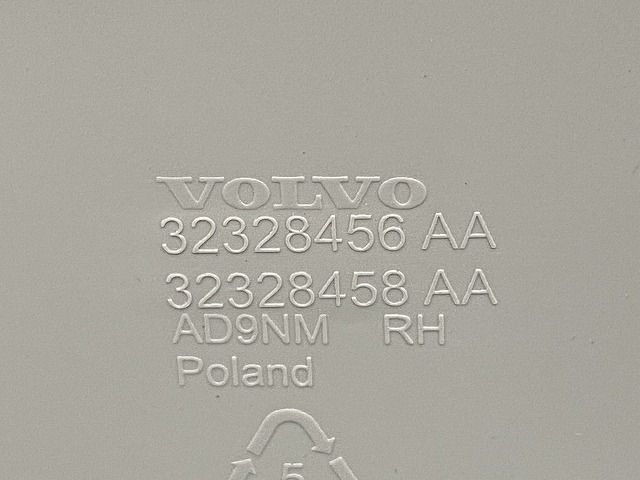 VOLVO
32328456 AA
32328458 AA
AD9NM RH
Poland
5